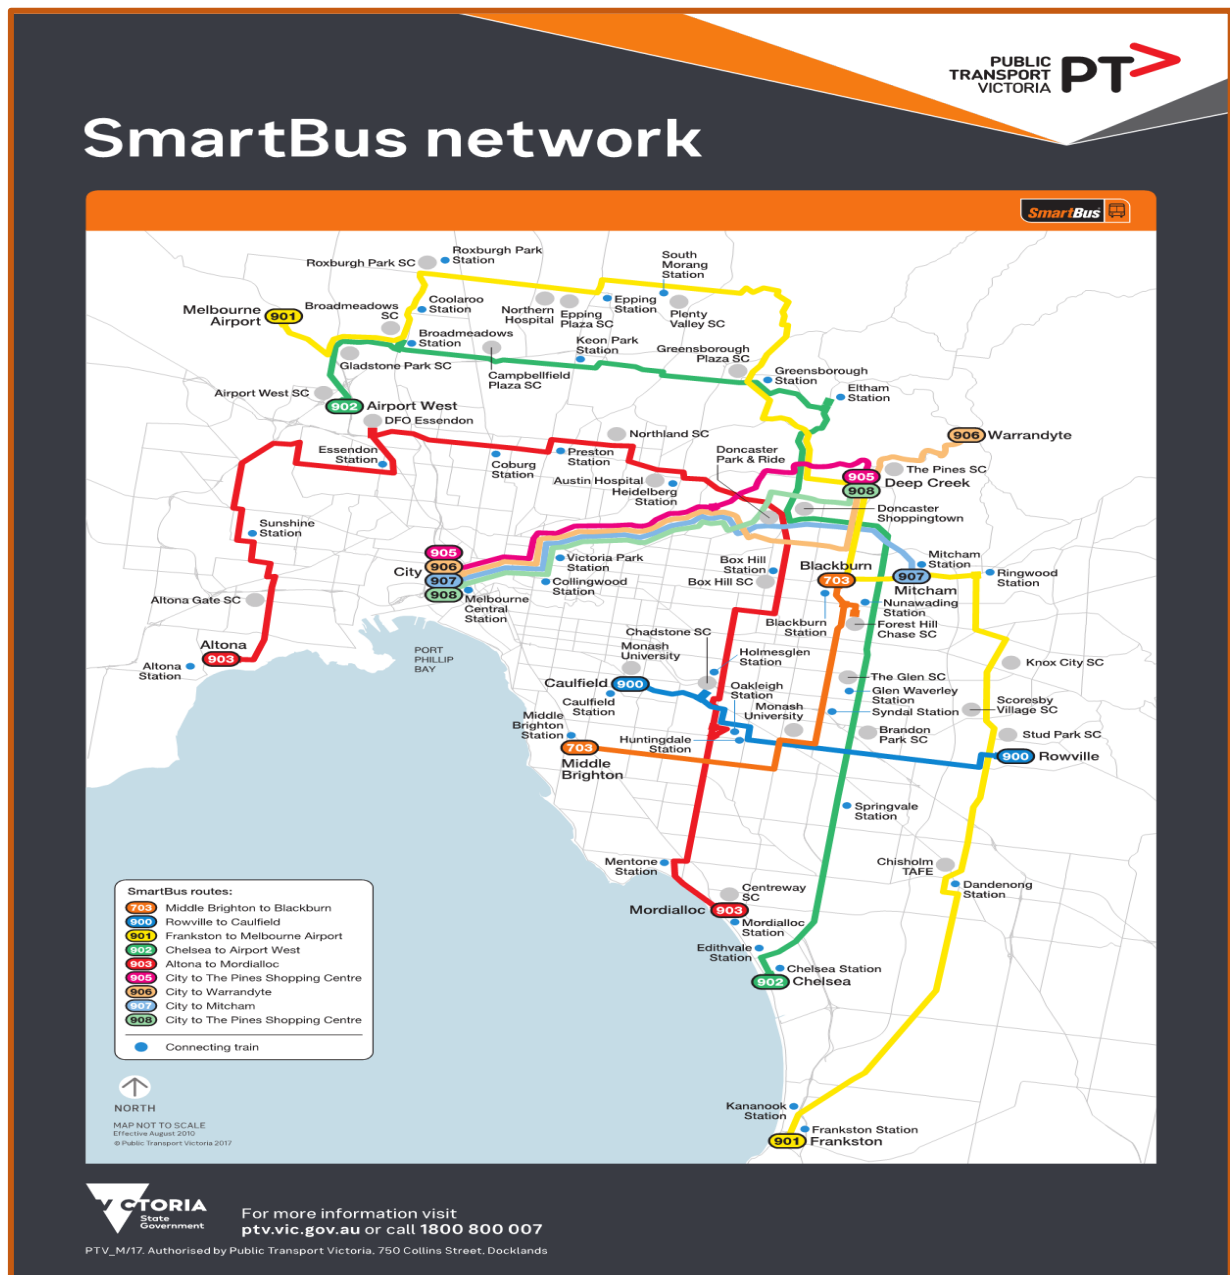 PUBLIC
TRANSPORT
VICTORIA
PT
SmartBus network
SmartBus
Roxburgh Park
Station
Roxburgh Park SC
South
Morang
Station
Melbourne
Airport
901
Broadmeadows
SC
Coolaroo
Station
Northern
Hospital
Epping
Plaza SC
Epping
Station
Plenty
Valley SC
Broadmeadows
Station
Keon Park
Station
Greensborough
Plaza SC
Gladstone Park SC
Campbellfield
Plaza SC
Greensborough
Station
Eltham
Station
Airport West SC
902
Airport West
DFO Essendon
Northland SC
906
Warrandyte
Essendon
Station
Coburg
Station
Preston
Station
Doncaster
Park & Ride
Austin Hospital
Heidelberg
Station
The Pines SC
905
908
Deep Creek
Doncaster
Shoppingtown
Sunshine
Station
City
905
906
907
908
Victoria Park
Station
Collingwood
Station
Melbourne
Central
Station
Box Hill
Station
Box Hill SC
Blackburn
703
Mitcham
Station
907
Mitcham
Ringwood
Station
Nunawading
Station
Blackburn
Station
Forest Hill
Chase SC
Altona Gate SC
Altona
903
Altona
Station
PORT
PHILLIP
BAY
Chadstone SC
Monash
University
Holmesglen
Station
Caulfield
900
Caulfield
Station
Oakleigh
Station
Monash
University
The Glen SC
Glen Waverley
Station
Syndal Station
Knox City SC
Scoresby
Village SC
Middle
Brighton
Station
Huntingdale
Station
Brandon
Park SC
Stud Park SC
703
Middle
Brighton
900
Rowville
Springvale
Station
Mentone
Station
Chisholm
TAFE
Dandenong
Station
Centreway
SC
Mordialloc
903
Mordialloc
Station
Edithvale
Station
Chelsea Station
902
Chelsea
Kananook
Station
Frankston Station
901
Frankston
SmartBus routes:
703 Middle Brighton to Blackburn
900 Rowville to Caulfield
901 Frankston to Melbourne Airport
902 Chelsea to Airport West
903 Altona to Mordialloc
905 City to The Pines Shopping Centre
906 City to Warrandyte
907 City to Mitcham
908 City to The Pines Shopping Centre
Connecting train
NORTH
MAP NOT TO SCALE
Effective August 2010
© Public Transport Victoria 2017
VICTORIA
State
Government
For more information visit
ptv.vic.gov.au or call 1800 800 007
PTV_M/17. Authorised by Public Transport Victoria, 750 Collins Street, Docklands